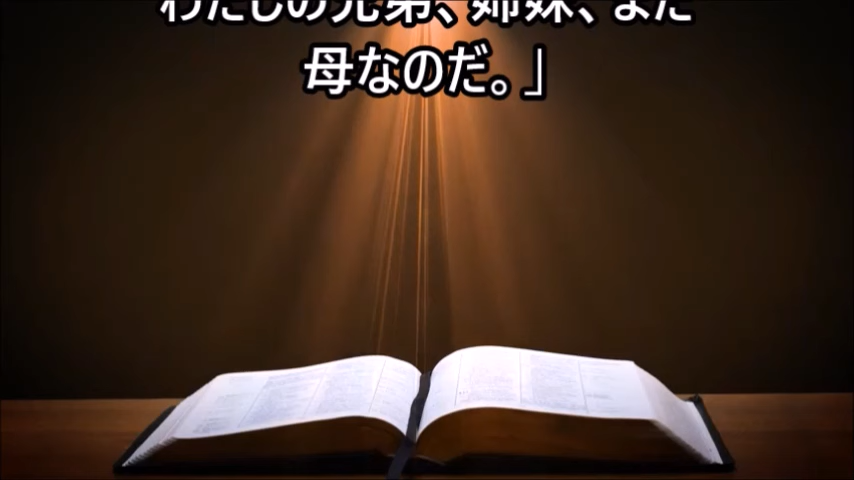 わたしの兄弟、姉妹、また
母なのだ。」